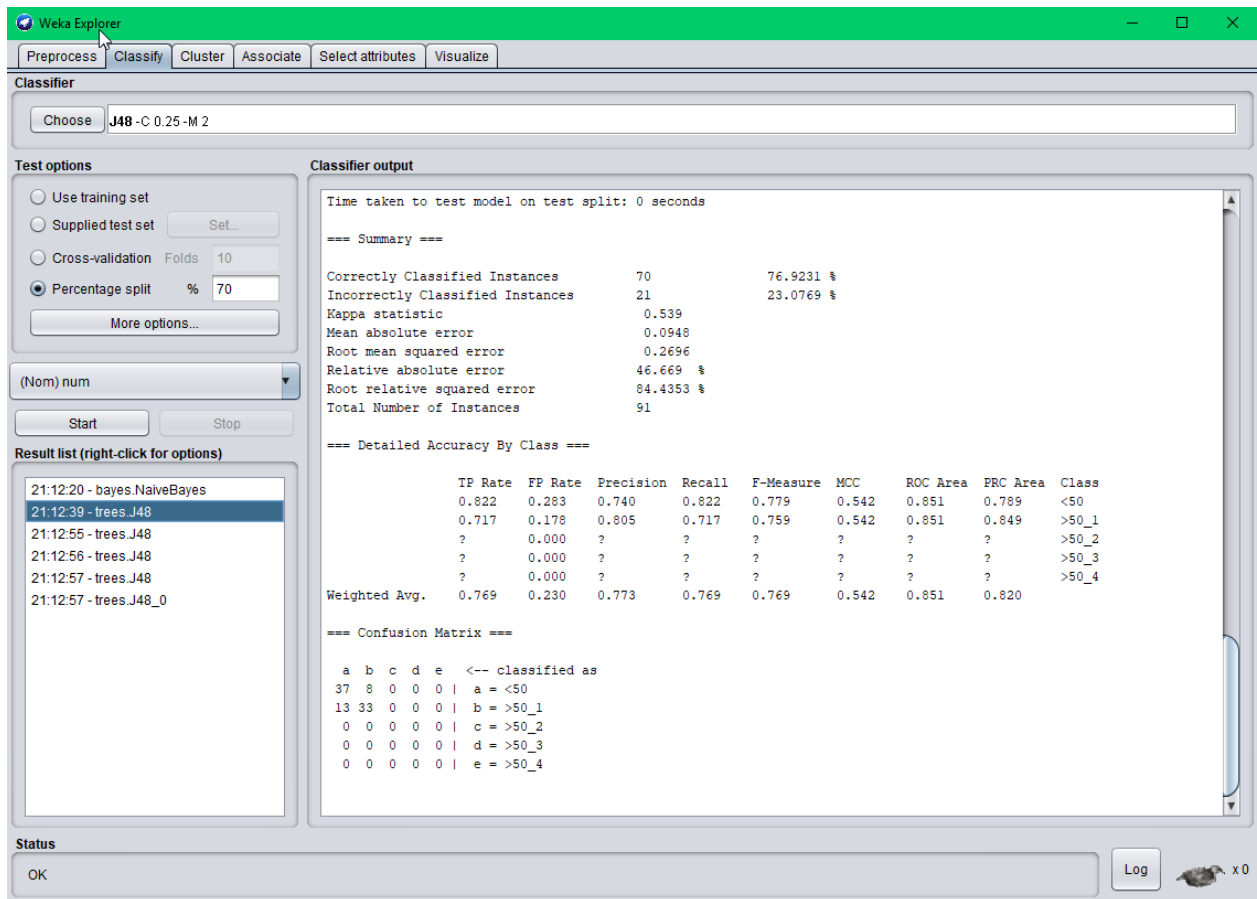 Weka Explorer
Preprocess Classify Cluster Associate Select attributes Visualize
Classifier
Choose J48 -C 0.25 -M 2
Test options
Use training set
Supplied test set Set...
Cross-validation Folds 10
Percentage split % 70
More options...
(Nom) num
Start Stop
Result list (right-click for options)
21:12:20 - bayes.NaiveBayes
21:12:39 - trees.J48
21:12:55 - trees.J48
21:12:56 - trees.J48
21:12:57 - trees.J48
21:12:57 - trees.J48_0
Classifier output
Time taken to test model on test split: 0 seconds
=== Summary ===
Correctly Classified Instances 70 76.9231 %
Incorrectly Classified Instances 21 23.0769 %
Kappa statistic 0.539
Mean absolute error 0.0948
Root mean squared error 0.2696
Relative absolute error 46.669 %
Root relative squared error 84.4353 %
Total Number of Instances 91
=== Detailed Accuracy By Class ===
TP Rate FP Rate Precision Recall F-Measure MCC ROC Area PRC Area Class
0.822 0.283 0.740 0.822 0.779 0.542 0.851 0.789 <50
0.717 0.178 0.805 0.717 0.759 0.542 0.851 0.849 >50_1
? 0.000 ? ? ? ? ? ? >50_2
? 0.000 ? ? ? ? ? ? >50_3
? 0.000 ? ? ? ? ? ? >50_4
Weighted Avg. 0.769 0.230 0.773 0.769 0.769 0.542 0.851 0.820
=== Confusion Matrix ===
a b c d e <-- classified as
37 8 0 0 0 | a = <50
13 33 0 0 0 | b = >50_1
0 0 0 0 0 | c = >50_2
0 0 0 0 0 | d = >50_3
0 0 0 0 0 | e = >50_4
Status
OK
Log x 0